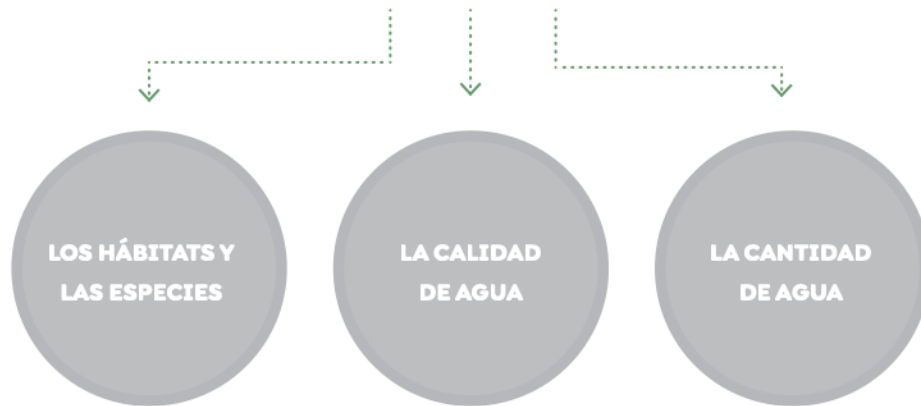 LOS HÁBITATS Y
LAS ESPECIES
LA CALIDAD
DE AGUA
LA CANTIDAD
DE AGUA